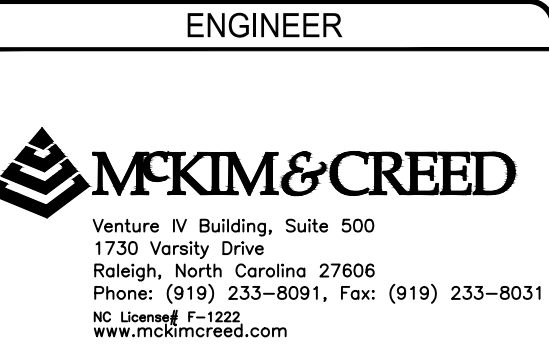 ENGINEER
McKIM&CREED
Venture IV Building, Suite 500
1730 Varsity Drive
Raleigh, North Carolina 27606
Phone: (919) 233-8091, Fax: (919) 233-8031
NC License# F-1222
www.mckimcreed.com